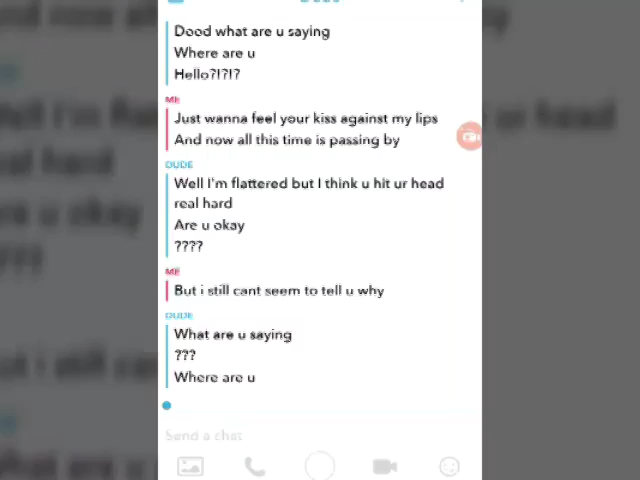 Dood what are u saying
Where are u
Hello?!?!?
ME
Just wanna feel your kiss against my lips
And now all this time is passing by
DUDE
Well I'm flattered but I think u hit ur head
real hard
Are u okay
????
ME
But i still cant seem to tell u why
DUDE
What are u saying
???
Where are u
Send a chat